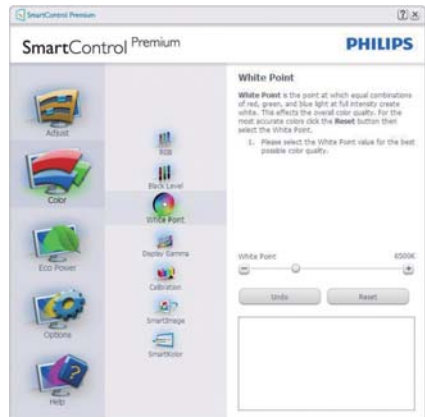 SmartControl Premium
SmartControl Premium
PHILIPS
Adjust
Color
Eco Power
Options
Help
RGB
Black Level
White Point
Display Gamma
Calibration
SmartImage
SmartKolor
White Point
White Point is the point at which equal combinations
of red, green, and blue light at full intensity create
white. This effects the overall color quality. For the
most accurate colors click the Reset button then
select the White Point.
1. Please select the White Point value for the best
possible color quality.
White Point 6500K
Undo Reset